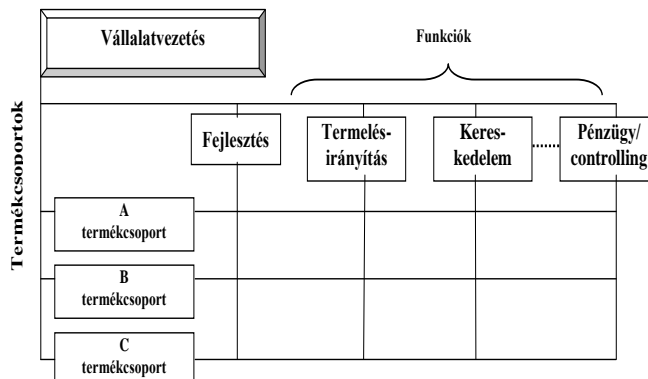 Vállalatvezetés
Funkciók
Termékcsoportok
Fejlesztés
Termelés-
irányítás
Keres-
kedelem
Pénzügy/
controlling
A
termékcsoport
B
termékcsoport
C
termékcsoport